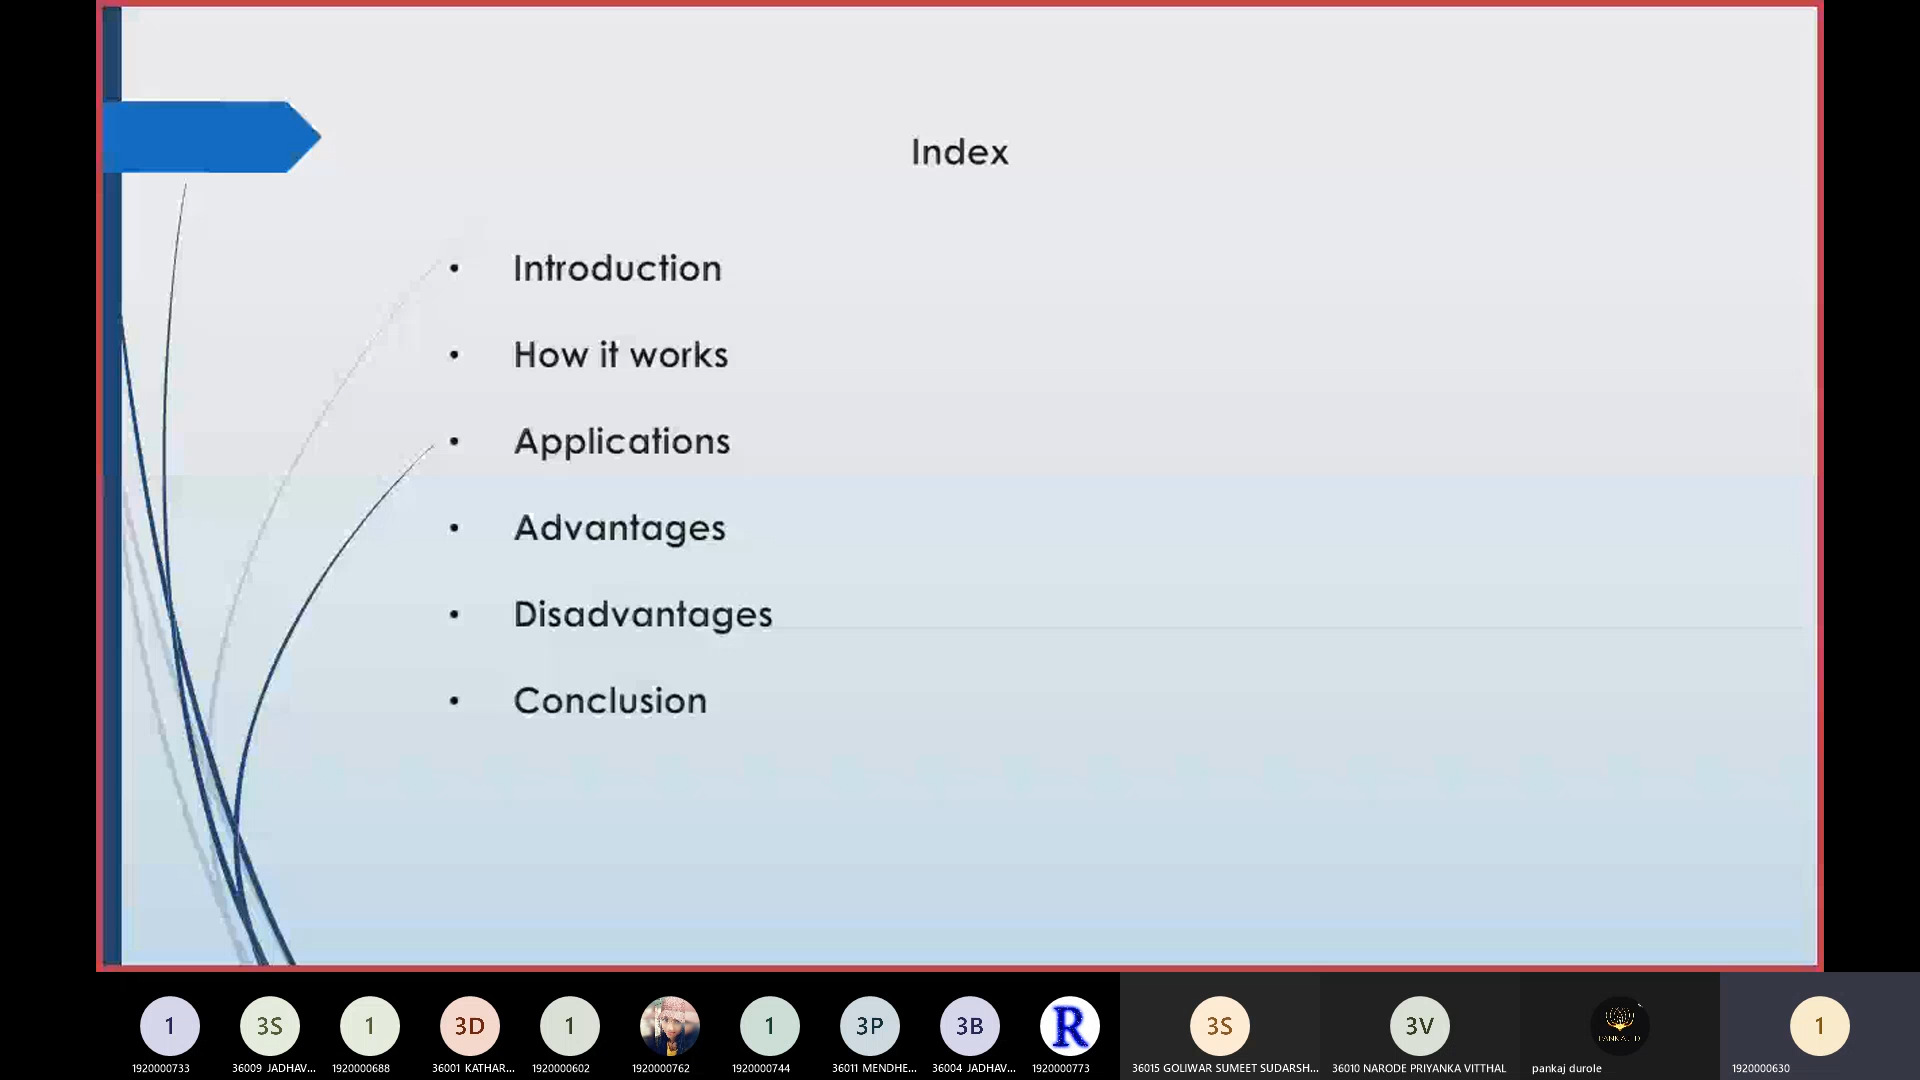 Index
• Introduction
• How it works
• Applications
• Advantages
• Disadvantages
• Conclusion
1 3S 1 3D 1 1 3P 3B R 3S 3V PANKAJ D 1
1920000733 36009 JADHAV... 1920000688 36001 KATHAR... 1920000602 1920000762 1920000744 36011 MENDHE... 36004 JADHAV... 1920000773 36015 GOLIWAR SUMEET SUDARSH... 36010 NARODE PRIYANKA VITTHAL pankaj durole 1920000630